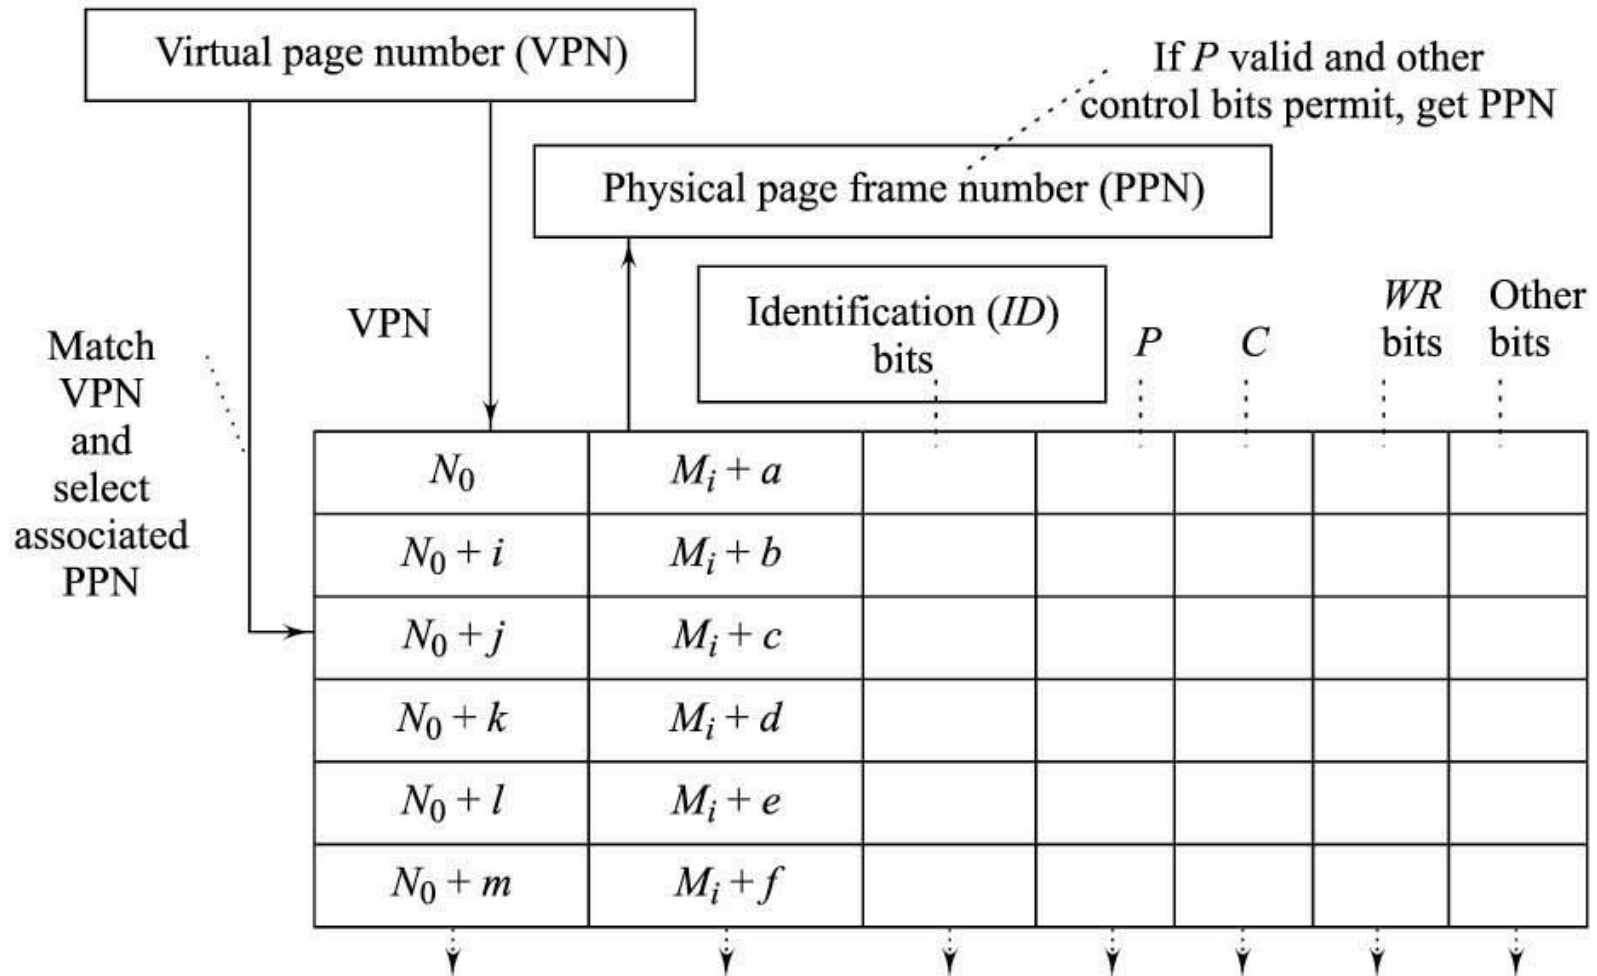 Virtual page number (VPN)
If P valid and other
control bits permit, get PPN
Physical page frame number (PPN)
Identification (ID)
bits
P
C
WR
bits
Other
bits
VPN
Match
VPN
and
select
associated
PPN
N₀ Mᵢ + a
N₀ + i Mᵢ + b
N₀ + j Mᵢ + c
N₀ + k Mᵢ + d
N₀ + l Mᵢ + e
N₀ + m Mᵢ + f